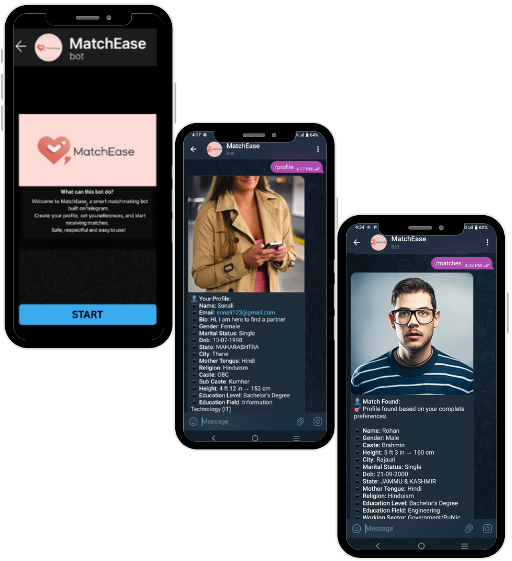 MatchEase
bot
MatchEase
What can this bot do?
Welcome to MatchEase, a smart matchmaking bot
built on telegram.
Create your profile, set you eferences, and start
receiving matches.
Safe, respectful and easy to use!
START
4:17
64%
MatchEase
bot
/profile
4:17 PM
Your Profile:
Name: Sonali
Email: sonali123@gmail.com
Bio: Hi, I am here to find a partner
Gender: Female
Marital Status: Single
Dob: 13-07-1998
State: MAHARASHTRA
City: Thane
Mother Tongue: Hindi
Religion: Hinduism
Caste: OBC
Sub Caste: Kumhar
Height: 4 ft 12 in → 152 cm
Education Level: Bachelor's Degree
Education Field: Information
Technology (IT)
Message
4:24 P
62%
MatchEase
bot
/matches
4:23 PM
Match Found:
Profile found based on your complete
preferences.
Name: Rohan
Gender: Male
Caste: Brahmin
Height: 5 ft 3 in → 160 cm
City: Rajauri
Marital Status: Single
Dob: 21-09-2000
State: JAMMU & KASHMIR
Mother Tongue: Hindi
Religion: Hinduism
Education Level: Bachelor's Degree
Education Field: Engineering
Working Sector: Government/Public
Message